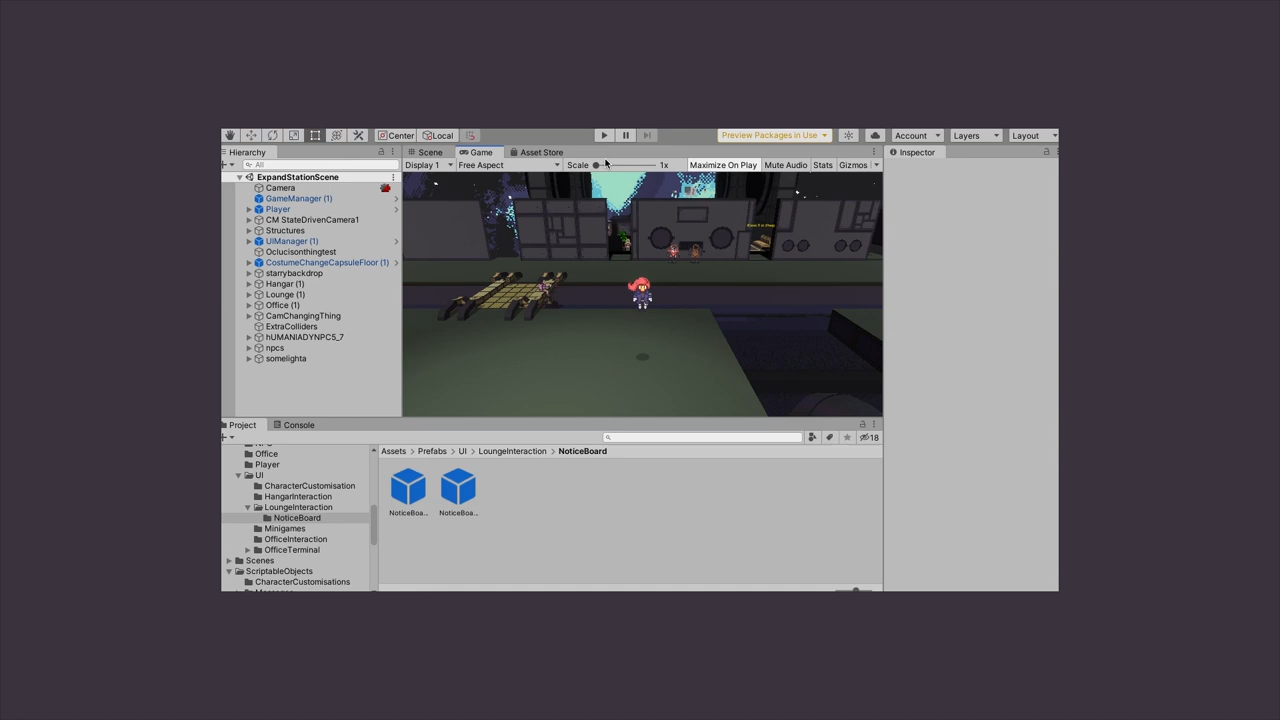 Center
Local
Preview Packages in Use
Account
Layers
Layout
Hierarchy
Scene
Game
Asset Store
Inspector
All
Display 1
Free Aspect
Scale
1x
Maximize On Play
Mute Audio
Stats
Gizmos
ExpandStationScene
Camera
GameManager (1)
Player
CM StateDrivenCamera1
Structures
UIManager (1)
Oclucisonthingtest
CostumeChangeCapsuleFloor (1)
starrybackdrop
Hangar (1)
Lounge (1)
Office (1)
CamChangingThing
ExtraColliders
hUMANIADYNPC5_7
npcs
somelighta
Project
Console
18
Office
Player
UI
CharacterCustomisation
HangarInteraction
LoungeInteraction
NoticeBoard
Minigames
OfficeInteraction
OfficeTerminal
Scenes
ScriptableObjects
CharacterCustomisations
Assets > Prefabs > UI > LoungeInteraction > NoticeBoard
NoticeBoa...
NoticeBoa...